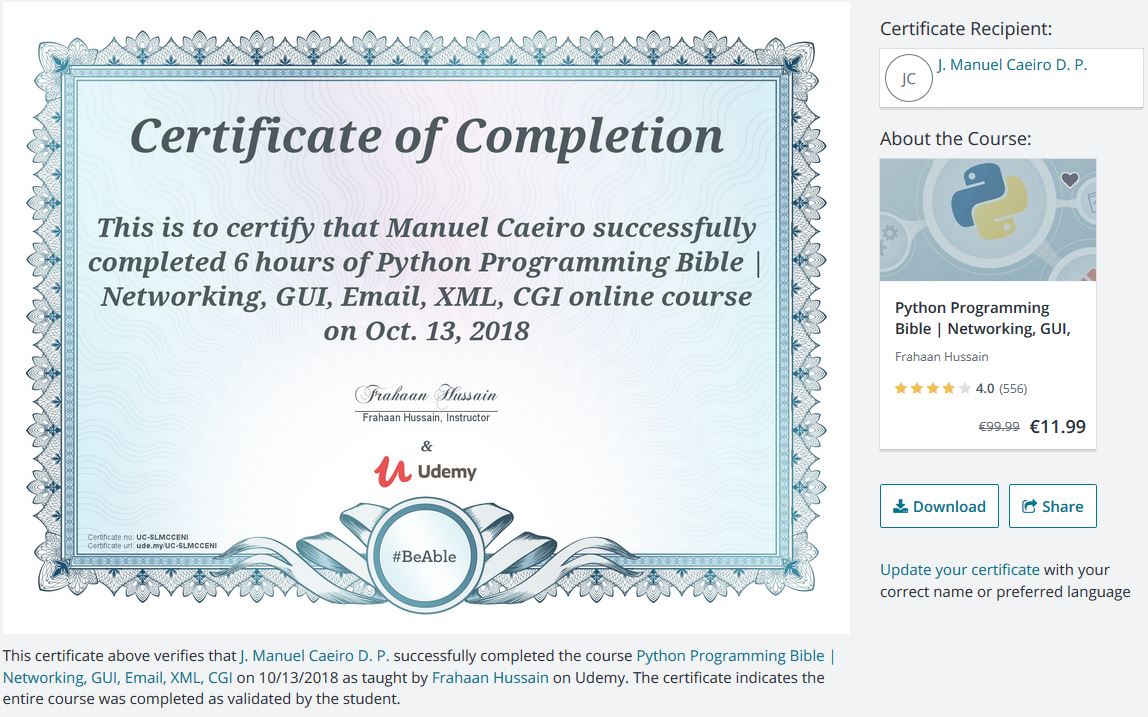 Certificate of Completion
This is to certify that Manuel Caeiro successfully
completed 6 hours of Python Programming Bible |
Networking, GUI, Email, XML, CGI online course
on Oct. 13, 2018
Frahaan Hussain
Frahaan Hussain, Instructor
&
Udemy
#BeAble
Certificate no: UC-SLMCCENI
Certificate url: ude.my/UC-SLMCCENI
This certificate above verifies that J. Manuel Caeiro D. P. successfully completed the course Python Programming Bible |
Networking, GUI, Email, XML, CGI on 10/13/2018 as taught by Frahaan Hussain on Udemy. The certificate indicates the
entire course was completed as validated by the student.
Certificate Recipient:
JC
J. Manuel Caeiro D. P.
About the Course:
Python Programming
Bible | Networking, GUI,
Frahaan Hussain
4.0 (556)
€99.99 €11.99
Download
Share
Update your certificate with your
correct name or preferred language